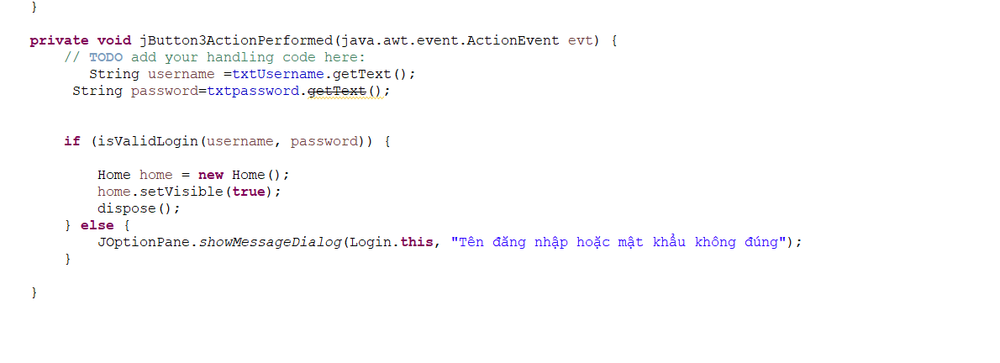 }
private void jButton3ActionPerformed(java.awt.event.ActionEvent evt) {
// TODO add your handling code here:
String username =txtUsername.getText();
String password=txtpassword.getText();
if (isValidLogin(username, password)) {
Home home = new Home();
home.setVisible(true);
dispose();
} else {
JOptionPane.showMessageDialog(Login.this, "Tên đăng nhập hoặc mật khẩu không đúng");
}
}